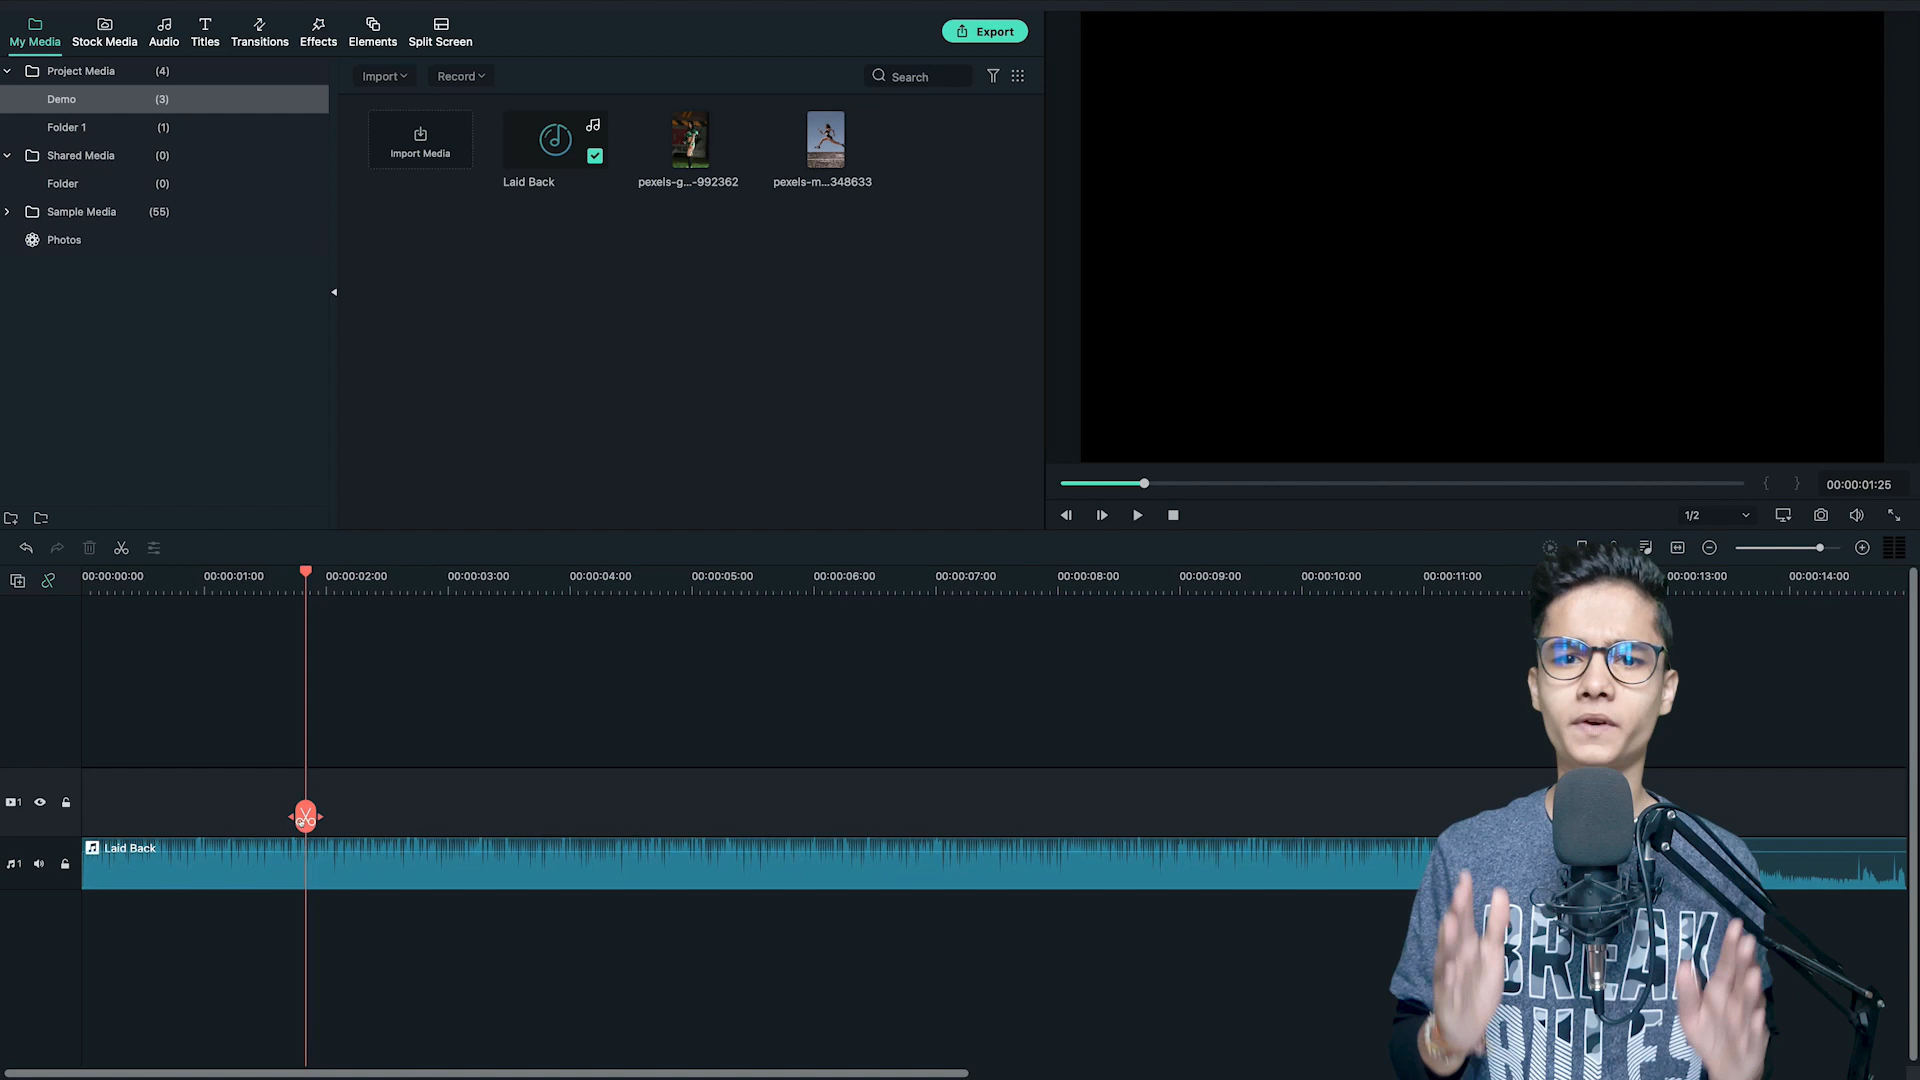 My Media
Stock Media
Audio
Titles
Transitions
Effects
Elements
Split Screen
Export
Project Media (4)
Demo (3)
Folder 1 (1)
Shared Media (0)
Folder (0)
Sample Media (55)
Photos
Import
Record
Search
Import Media
Laid Back
pexels-g...-992362
pexels-m...348633
00:00:01:25
1/2
00:00:00:00
00:00:01:00
00:00:02:00
00:00:03:00
00:00:04:00
00:00:05:00
00:00:06:00
00:00:07:00
00:00:08:00
00:00:09:00
00:00:10:00
00:00:11:00
00:00:13:00
00:00:14:00
1
Laid Back
1
BREAK
RULES